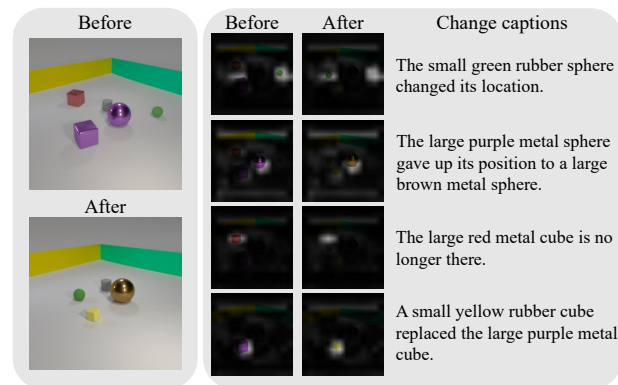 Before
After
Before After Change captions
The small green rubber sphere
changed its location.
The large purple metal sphere
gave up its position to a large
brown metal sphere.
The large red metal cube is no
longer there.
A small yellow rubber cube
replaced the large purple metal
cube.